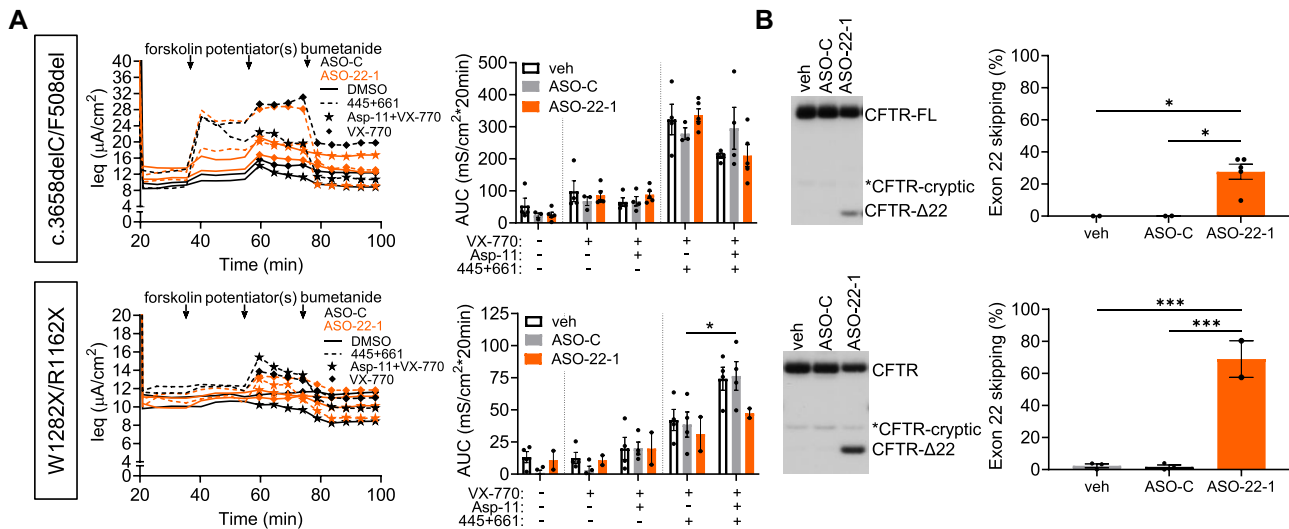 A
c.3658delC/F508del
forskolin potentiator(s) bumetanide
ASO-C
ASO-22-1
DMSO
445+661
Asp-11+VX-770
VX-770
Ieq (µA/cm²)
40
36
32
28
24
20
16
12
8
4
0
20 40 60 80 100
Time (min)
veh
ASO-C
ASO-22-1
AUC (mS/cm²*20min)
500
400
300
200
100
0
VX-770: - + + + +
Asp-11: - - + - +
445+661: - - - + +
B
veh
ASO-C
ASO-22-1
CFTR-FL
*CFTR-cryptic
CFTR-Δ22
Exon 22 skipping (%)
100
80
60
40
20
0
*
*
veh ASO-C ASO-22-1
W1282X/R1162X
forskolin potentiator(s) bumetanide
ASO-C
ASO-22-1
DMSO
445+661
Asp-11+VX-770
VX-770
Ieq (µA/cm²)
20
18
16
14
12
10
8
6
4
0
20 40 60 80 100
Time (min)
veh
ASO-C
ASO-22-1
*
AUC (mS/cm²*20min)
125
100
75
50
25
0
VX-770: - + + + +
Asp-11: - - + - +
445+661: - - - + +
veh
ASO-C
ASO-22-1
CFTR
*CFTR-cryptic
CFTR-Δ22
Exon 22 skipping (%)
100
80
60
40
20
0
***
***
veh ASO-C ASO-22-1